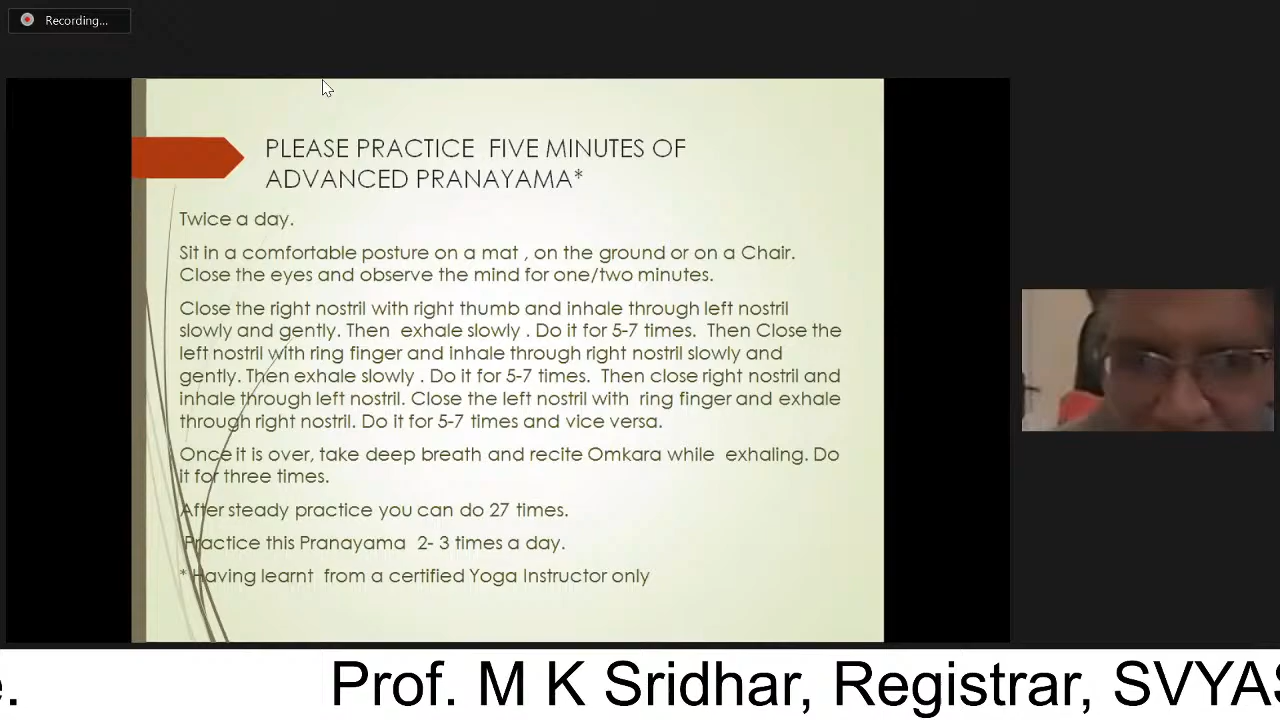 Recording...
PLEASE PRACTICE FIVE MINUTES OF
ADVANCED PRANAYAMA*
Twice a day.
Sit in a comfortable posture on a mat , on the ground or on a Chair.
Close the eyes and observe the mind for one/two minutes.
Close the right nostril with right thumb and inhale through left nostril
slowly and gently. Then exhale slowly . Do it for 5-7 times. Then Close the
left nostril with ring finger and inhale through right nostril slowly and
gently. Then exhale slowly . Do it for 5-7 times. Then close right nostril and
inhale through left nostril. Close the left nostril with ring finger and exhale
through right nostril. Do it for 5-7 times and vice versa.
Once it is over, take deep breath and recite Omkara while exhaling. Do
it for three times.
After steady practice you can do 27 times.
Practice this Pranayama 2- 3 times a day.
* Having learnt from a certified Yoga Instructor only
e. Prof. M K Sridhar, Registrar, SVYAS